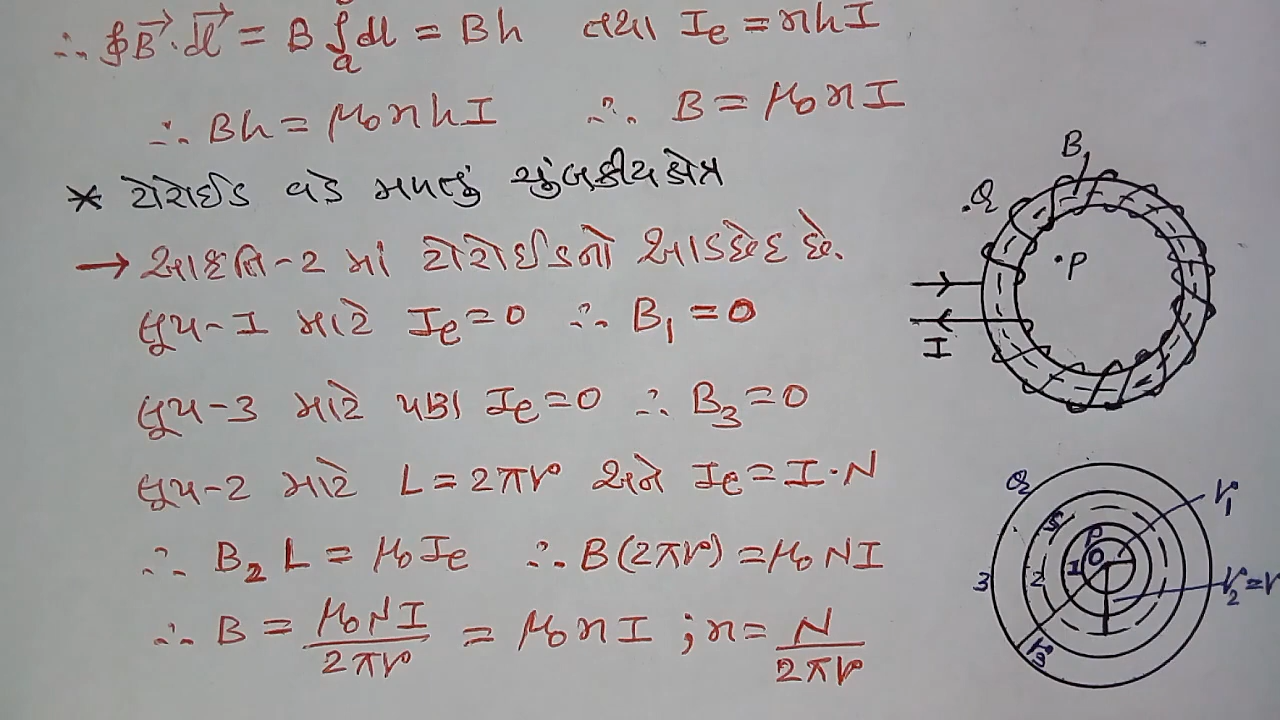 ∴ ∮B⃗·dl⃗ = B ∫ₐ dl = Bh તથા Iₑ = nhI
∴ Bh = μ₀nhI ∴ B = μ₀nI
* ટોરોઈડ વડે મળતું ચુંબકીયક્ષેત્ર
→ આકૃતિ-2 માં ટોરોઈડનો આડછેદ છે.
લુપ-I માટે Iₑ=0 ∴ B₁=0
લુપ-3 માટે પણ Iₑ=0 ∴ B₃=0
લુપ-2 માટે L=2πr અને Iₑ=I·N
∴ B₂L = μ₀Iₑ ∴ B(2πr) = μ₀NI
∴ B = μ₀NI/2πr = μ₀nI ; n = N/2πr
B₁
Q
P
I
Q
r₁
S
P
O
3
2
1
r₂=r
r₃